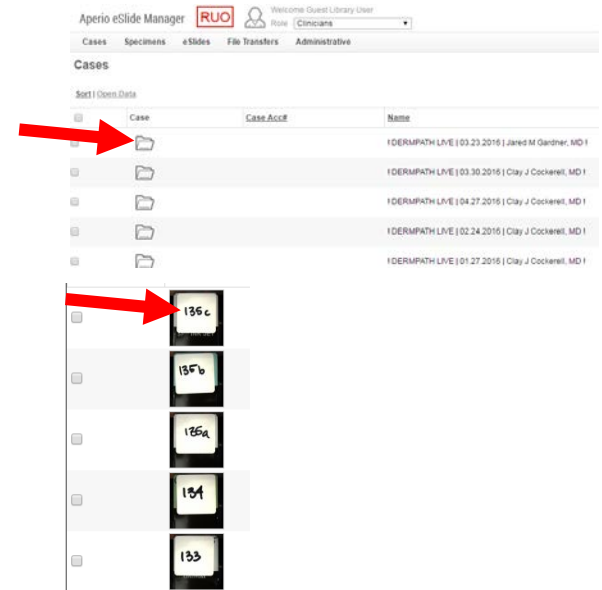 Aperio eSlide Manager RUO Welcome Guest Library User
Role Clinicians
Cases Specimens eSlides File Transfers Administrative
Cases
Sort | Open Data
Case Case Acc# Name
! DERMPATH LIVE | 03.23.2016 | Jared M Gardner, MD !
! DERMPATH LIVE | 03.30.2016 | Clay J Cockerell, MD !
! DERMPATH LIVE | 04.27.2016 | Clay J Cockerell, MD !
! DERMPATH LIVE | 02.24.2016 | Clay J Cockerell, MD !
! DERMPATH LIVE | 01.27.2016 | Clay J Cockerell, MD !
135c
135b
135a
134
133